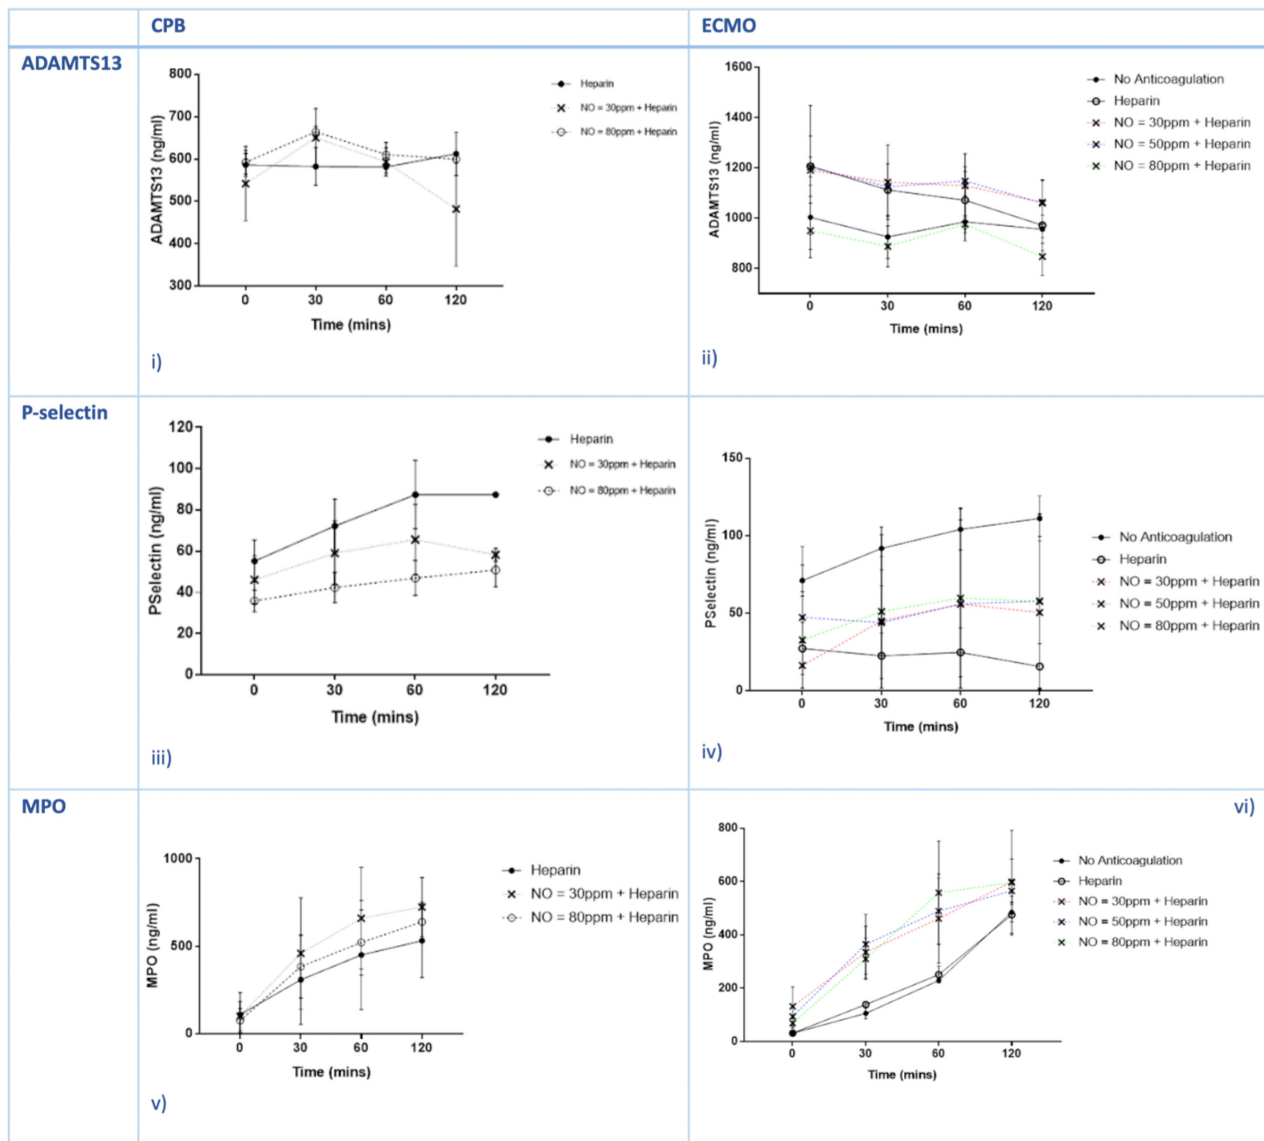 CPB
ECMO
ADAMTS13
800
700
600
500
400
300
ADAMTS13 (ng/ml)
0 30 60 120
Time (mins)
Heparin
NO = 30ppm + Heparin
NO = 80ppm + Heparin
i)
1600
1400
1200
1000
800
ADAMTS13 (ng/ml)
0 30 60 120
Time (mins)
No Anticoagulation
Heparin
NO = 30ppm + Heparin
NO = 50ppm + Heparin
NO = 80ppm + Heparin
ii)
P-selectin
120
100
80
60
40
20
0
PSelectin (ng/ml)
0 30 60 120
Time (mins)
Heparin
NO = 30ppm + Heparin
NO = 80ppm + Heparin
iii)
150
100
50
0
PSelectin (ng/ml)
0 30 60 120
Time (mins)
No Anticoagulation
Heparin
NO = 30ppm + Heparin
NO = 50ppm + Heparin
NO = 80ppm + Heparin
iv)
MPO
1000
500
0
MPO (ng/ml)
0 30 60 120
Time (mins)
Heparin
NO = 30ppm + Heparin
NO = 80ppm + Heparin
v)
vi)
800
600
400
200
0
MPO (ng/ml)
0 30 60 120
Time (mins)
No Anticoagulation
Heparin
NO = 30ppm + Heparin
NO = 50ppm + Heparin
NO = 80ppm + Heparin